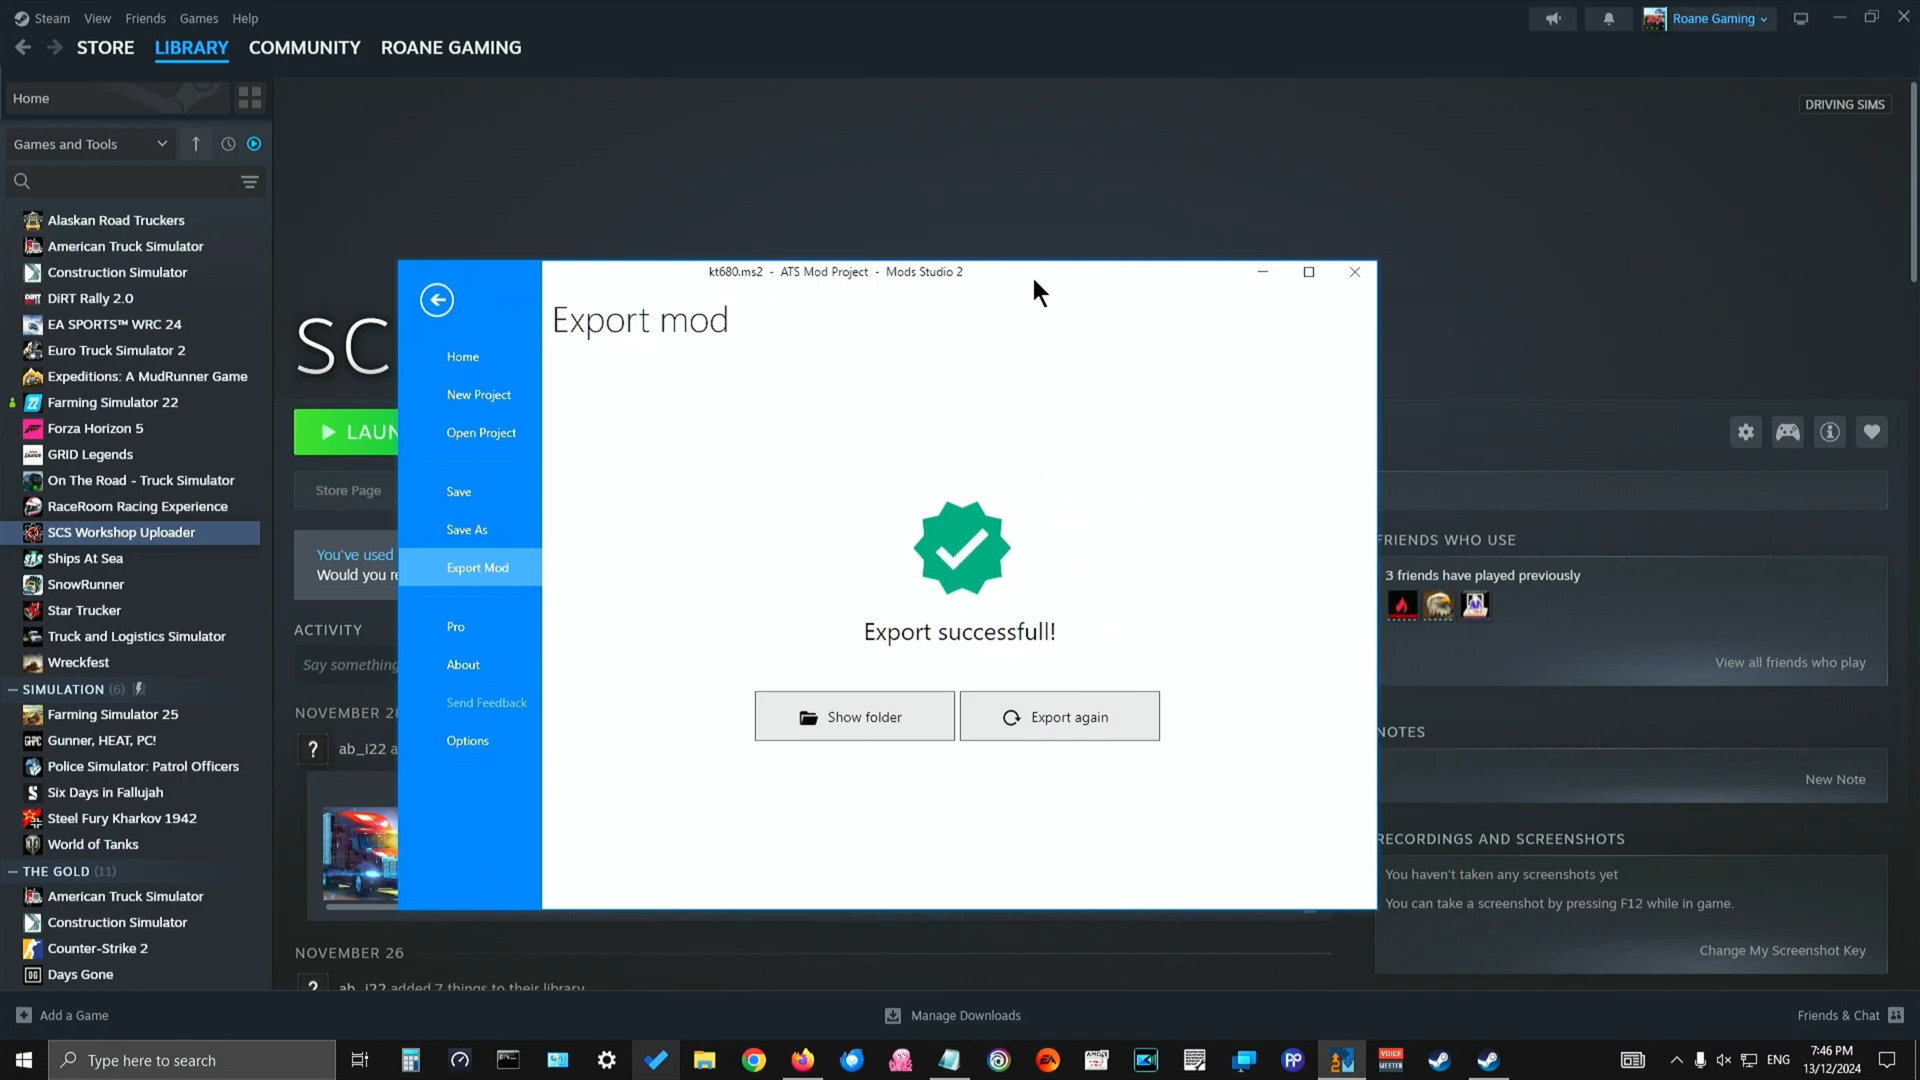 Steam View Friends Games Help
Roane Gaming
STORE LIBRARY COMMUNITY ROANE GAMING
Home
DRIVING SIMS
Games and Tools
Alaskan Road Truckers
American Truck Simulator
Construction Simulator
DiRT Rally 2.0
EA SPORTS™ WRC 24
Euro Truck Simulator 2
Expeditions: A MudRunner Game
Farming Simulator 22
Forza Horizon 5
GRID Legends
On The Road - Truck Simulator
RaceRoom Racing Experience
SCS Workshop Uploader
Ships At Sea
SnowRunner
Star Trucker
Truck and Logistics Simulator
Wreckfest
SIMULATION (6)
Farming Simulator 25
Gunner, HEAT, PC!
Police Simulator: Patrol Officers
Six Days in Fallujah
Steel Fury Kharkov 1942
World of Tanks
THE GOLD (11)
American Truck Simulator
Construction Simulator
Counter-Strike 2
Days Gone
SC
LAUN
Store Page
You've used
Would you re
ACTIVITY
Say something
NOVEMBER 28
ab_i22 a
NOVEMBER 26
ab_i22 added 7 things to their library
kt680.ms2 - ATS Mod Project - Mods Studio 2
Export mod
Home
New Project
Open Project
Save
Save As
Export Mod
Pro
About
Send Feedback
Options
Export successfull!
Show folder
Export again
FRIENDS WHO USE
3 friends have played previously
View all friends who play
NOTES
New Note
RECORDINGS AND SCREENSHOTS
You haven't taken any screenshots yet
You can take a screenshot by pressing F12 while in game.
Change My Screenshot Key
Add a Game
Manage Downloads
Friends & Chat
Type here to search
ENG
7:46 PM
13/12/2024